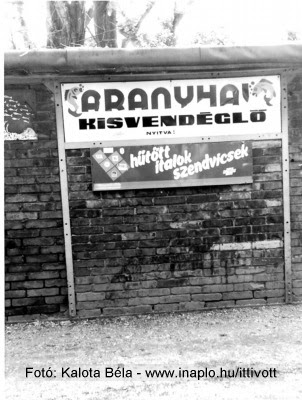 ARANYHAL
KISVENDÉGLŐ
NYITVA:
hűtött
italok
szendvicsek
Fotó: Kalota Béla - www.inaplo.hu/ittivott